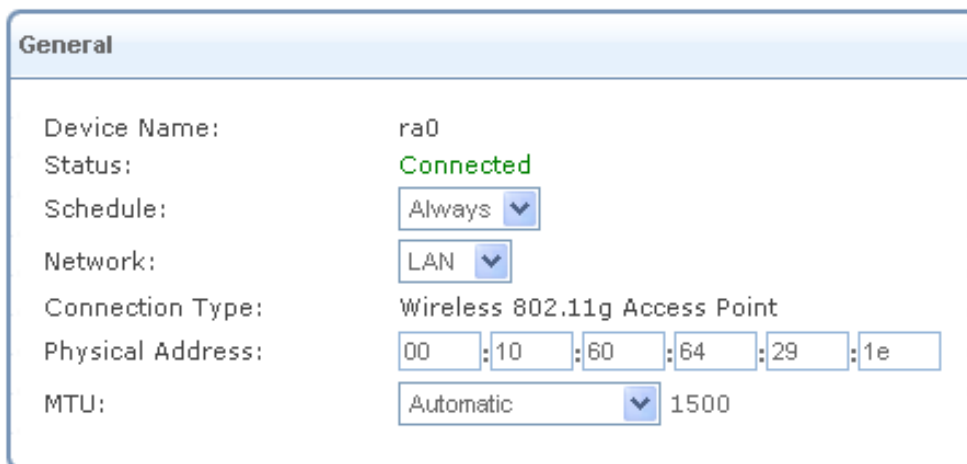 General
Device Name: ra0
Status: Connected
Schedule: Always
Network: LAN
Connection Type: Wireless 802.11g Access Point
Physical Address: 00 :10 :60 :64 :29 :1e
MTU: Automatic 1500